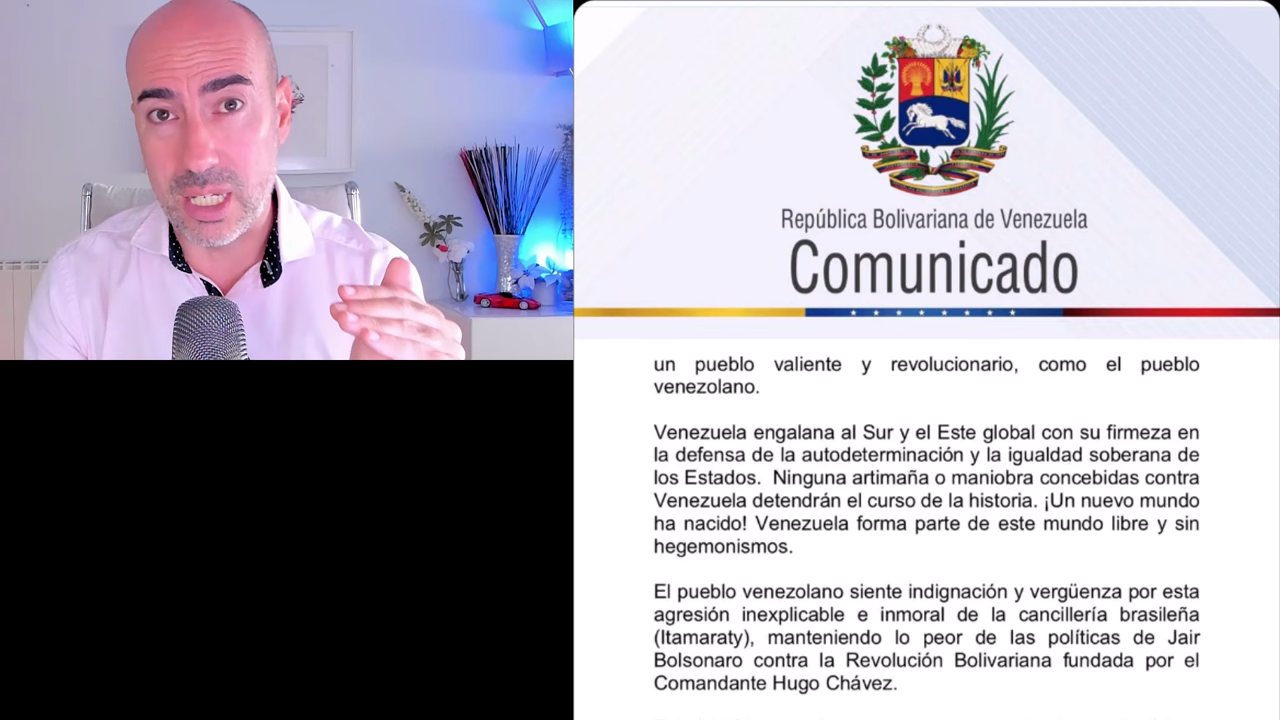 República Bolivariana de Venezuela
Comunicado
un pueblo valiente y revolucionario, como el pueblo
venezolano.
Venezuela engalana al Sur y el Este global con su firmeza en
la defensa de la autodeterminación y la igualdad soberana de
los Estados. Ninguna artimaña o maniobra concebidas contra
Venezuela detendrán el curso de la historia. ¡Un nuevo mundo
ha nacido! Venezuela forma parte de este mundo libre y sin
hegemonismos.
El pueblo venezolano siente indignación y vergüenza por esta
agresión inexplicable e inmoral de la cancillería brasileña
(Itamaraty), manteniendo lo peor de las políticas de Jair
Bolsonaro contra la Revolución Bolivariana fundada por el
Comandante Hugo Chávez.